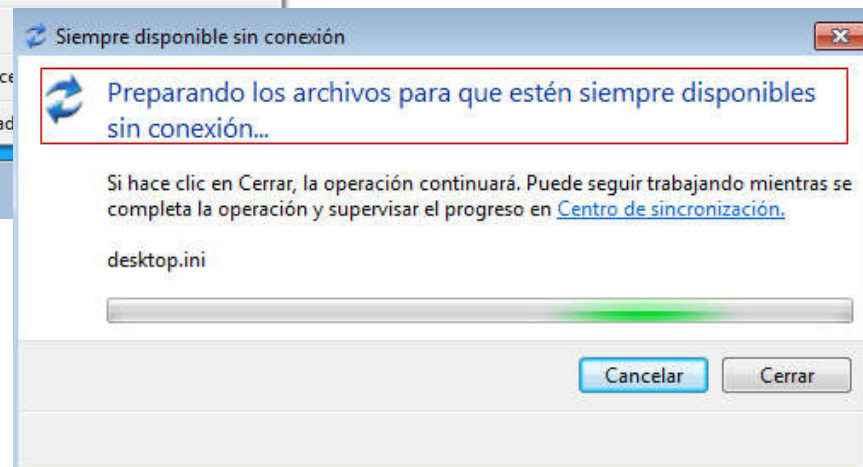 Siempre disponible sin conexión
Preparando los archivos para que estén siempre disponibles
sin conexión...
Si hace clic en Cerrar, la operación continuará. Puede seguir trabajando mientras se
completa la operación y supervisar el progreso en Centro de sincronización.
desktop.ini
Cancelar Cerrar